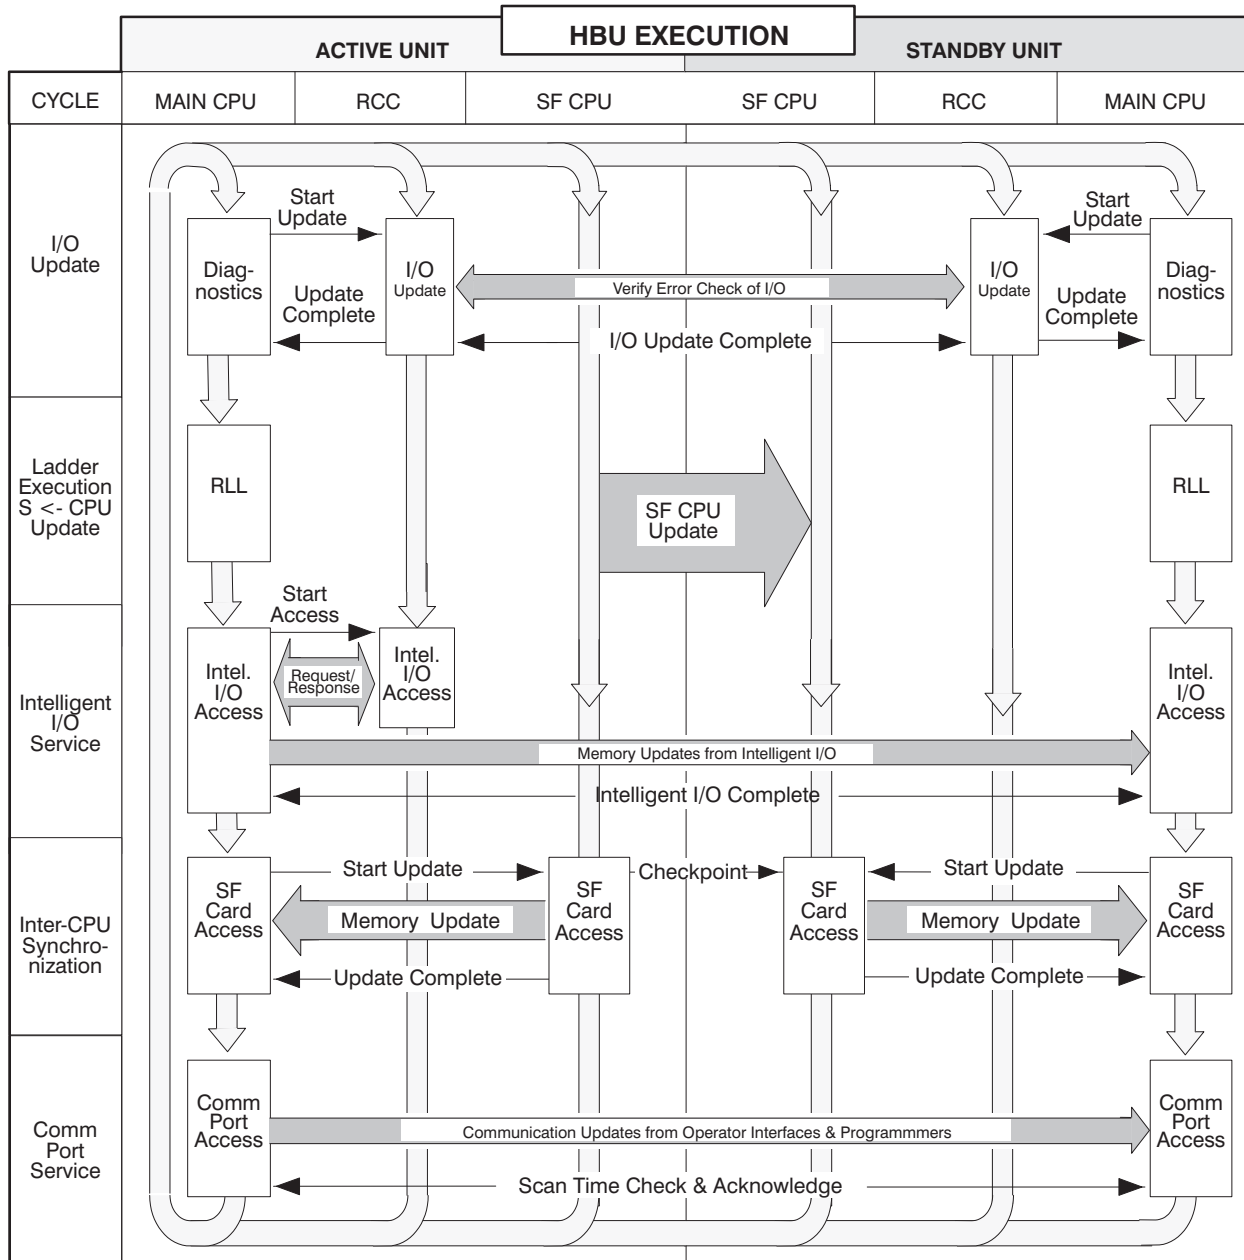 HBU EXECUTION
ACTIVE UNIT
STANDBY UNIT
CYCLE
MAIN CPU
RCC
SF CPU
SF CPU
RCC
MAIN CPU
I/O
Update
Diag-
nostics
Start
Update
Update
Complete
I/O
Update
Verify Error Check of I/O
I/O Update Complete
I/O
Update
Start
Update
Update
Complete
Diag-
nostics
Ladder
Execution
S <- CPU
Update
RLL
SF CPU
Update
RLL
Intelligent
I/O
Service
Intel.
I/O
Access
Start
Access
Request/
Response
Intel.
I/O
Access
Intel.
I/O
Access
Memory Updates from Intelligent I/O
Intelligent I/O Complete
Inter-CPU
Synchro-
nization
SF
Card
Access
Start Update
Memory Update
Update Complete
SF
Card
Access
Checkpoint
SF
Card
Access
Start Update
Memory Update
Update Complete
SF
Card
Access
Comm
Port
Service
Comm
Port
Access
Communication Updates from Operator Interfaces & Programmmers
Scan Time Check & Acknowledge
Comm
Port
Access